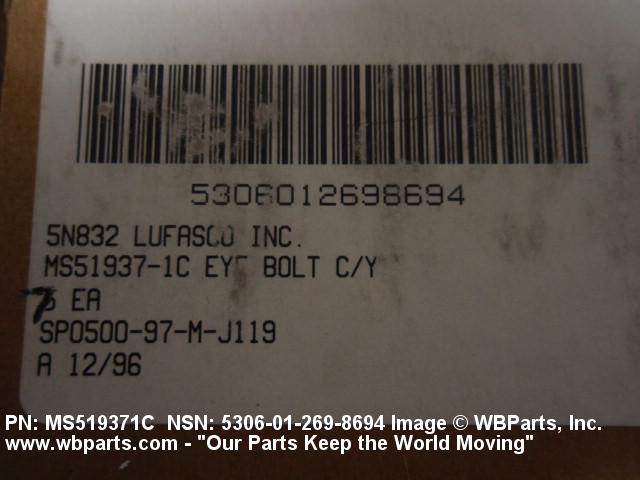 5306012698694
5N832 LUFASCO INC.
MS51937-1C EYE BOLT C/Y
7 EA
SP0500-97-M-J119
A 12/96
PN: MS519371C NSN: 5306-01-269-8694 Image © WBParts, Inc.
www.wbparts.com - "Our Parts Keep the World Moving"